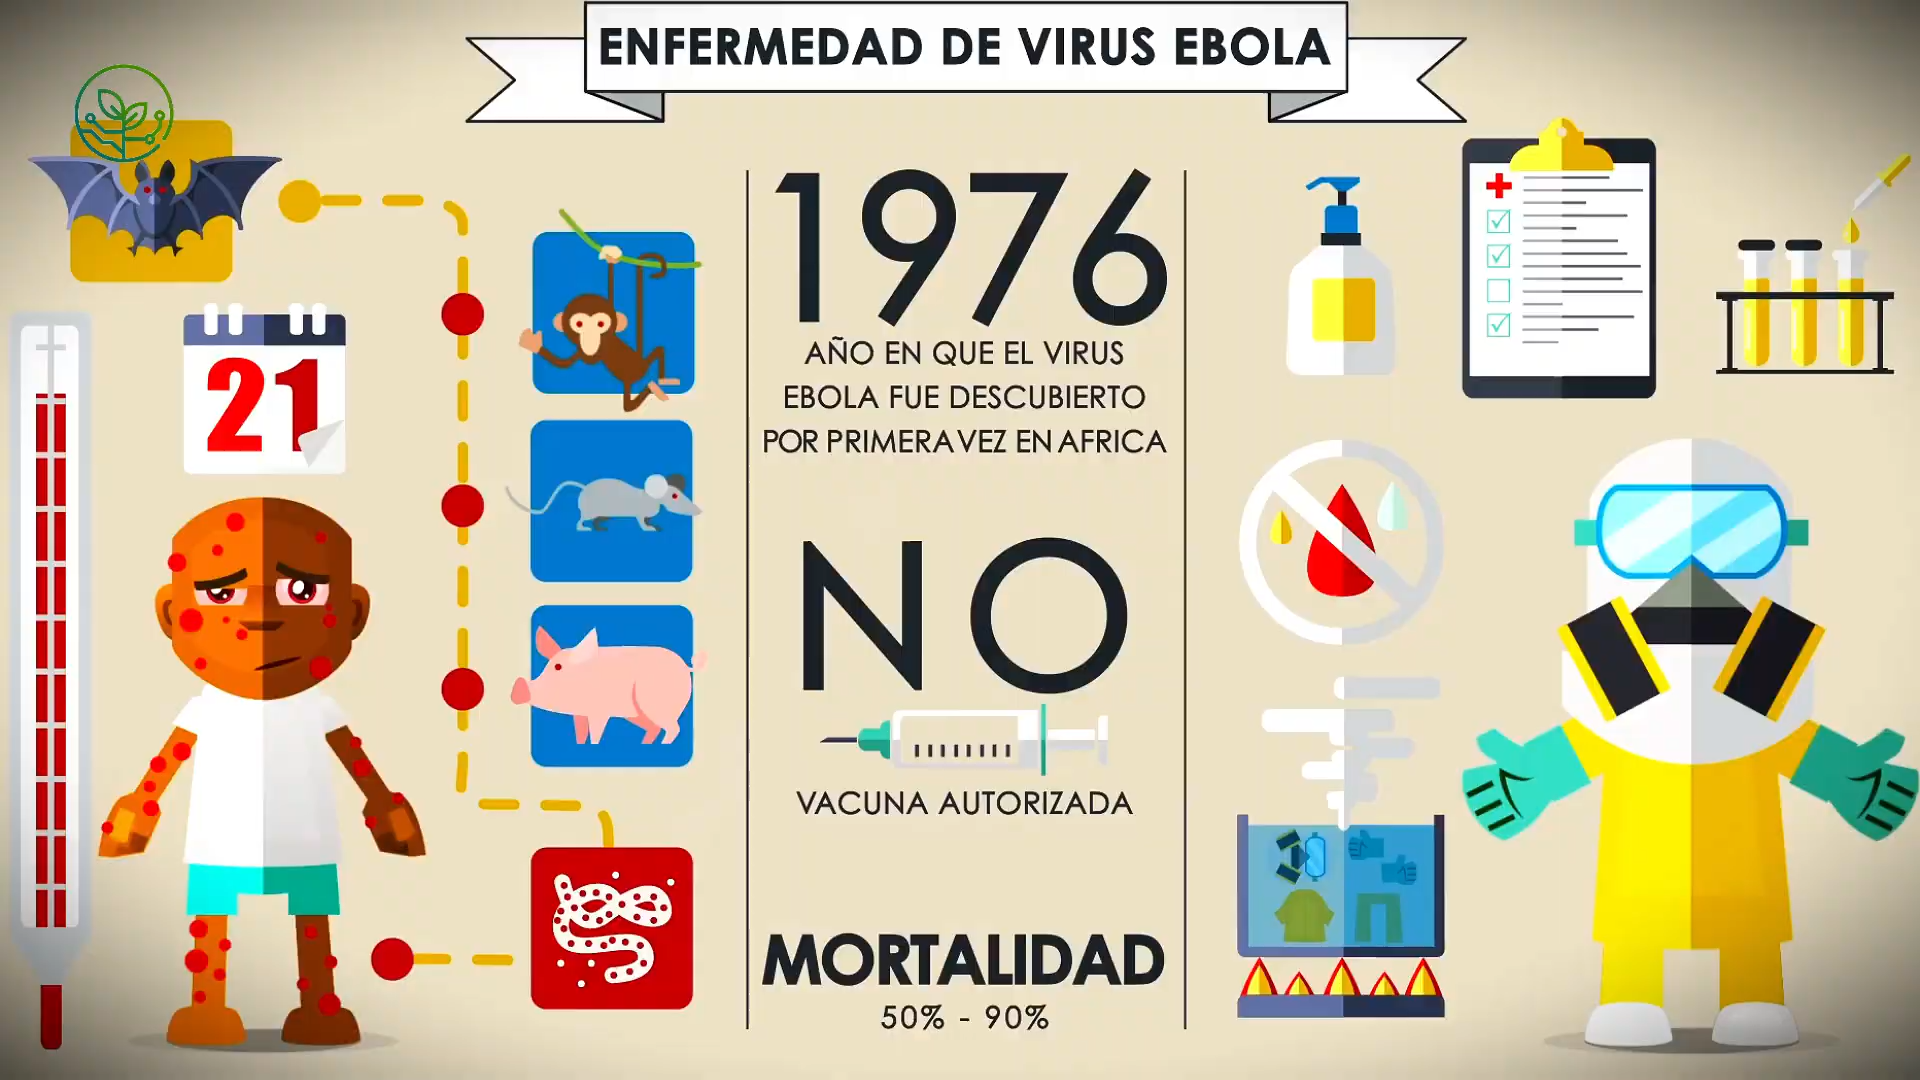 ENFERMEDAD DE VIRUS EBOLA
21
1976
AÑO EN QUE EL VIRUS
EBOLA FUE DESCUBIERTO
POR PRIMERA VEZ EN AFRICA
NO
VACUNA AUTORIZADA
MORTALIDAD
50% - 90%